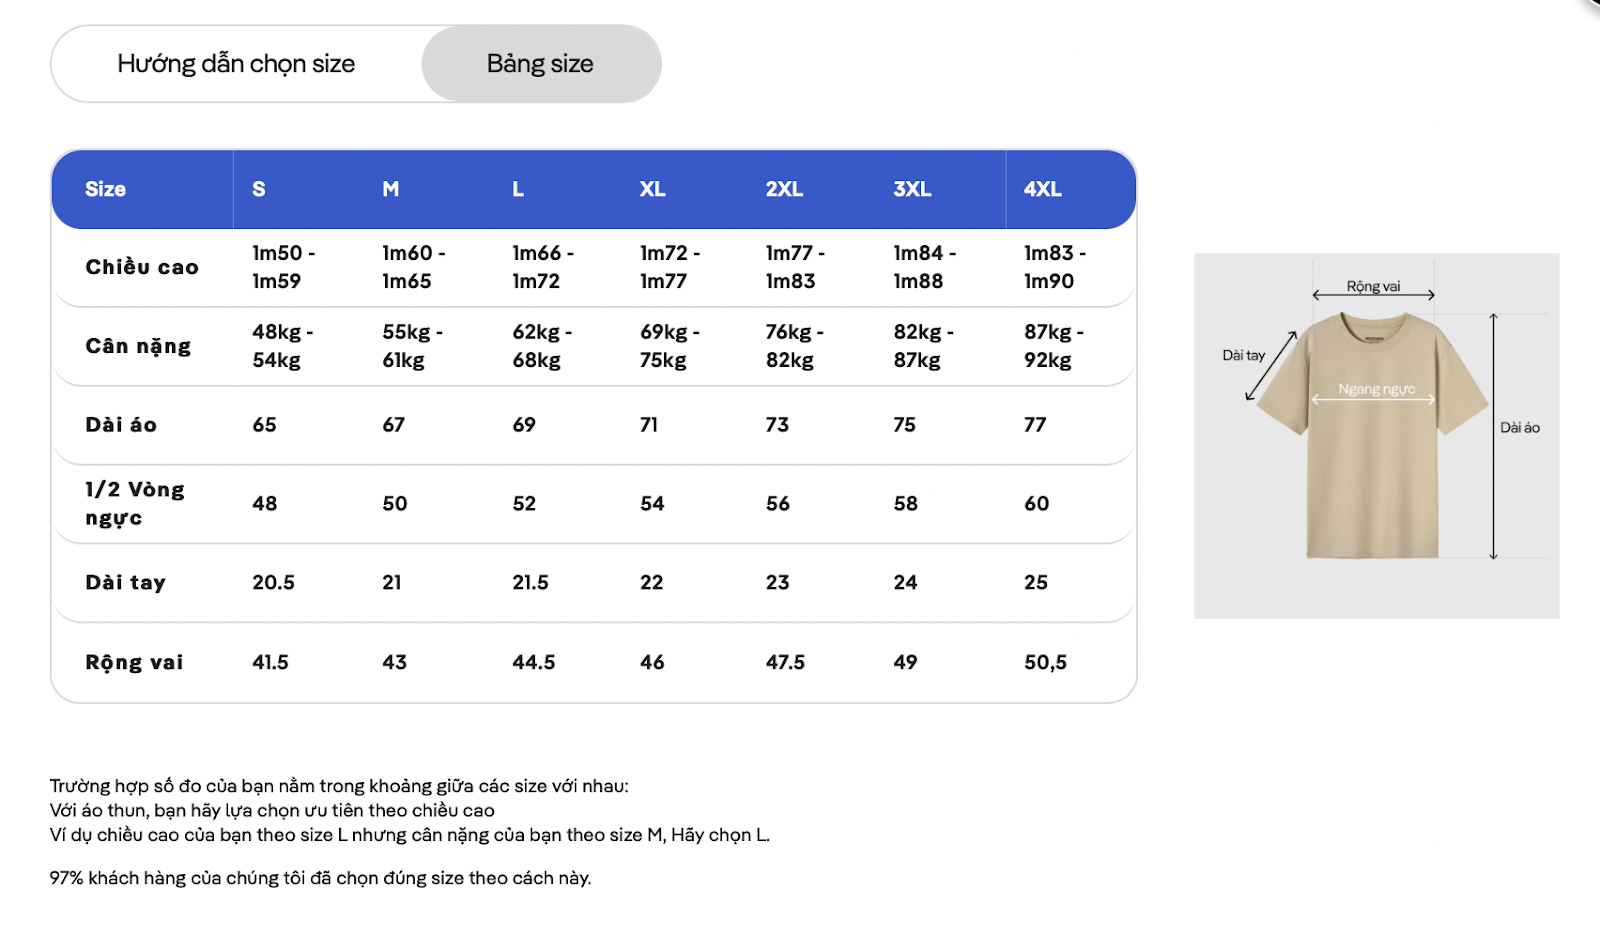 Hướng dẫn chọn size
Bảng size
Size S M L XL 2XL 3XL 4XL
Chiều cao 1m50 - 1m59 1m60 - 1m65 1m66 - 1m72 1m72 - 1m77 1m77 - 1m83 1m84 - 1m88 1m83 - 1m90
Cân nặng 48kg - 54kg 55kg - 61kg 62kg - 68kg 69kg - 75kg 76kg - 82kg 82kg - 87kg 87kg - 92kg
Dài áo 65 67 69 71 73 75 77
1/2 Vòng ngực 48 50 52 54 56 58 60
Dài tay 20.5 21 21.5 22 23 24 25
Rộng vai 41.5 43 44.5 46 47.5 49 50,5
Rộng vai
Dài tay
Ngang ngực
Dài áo
Trường hợp số đo của bạn nằm trong khoảng giữa các size với nhau:
Với áo thun, bạn hãy lựa chọn ưu tiên theo chiều cao
Ví dụ chiều cao của bạn theo size L nhưng cân nặng của bạn theo size M, Hãy chọn L.
97% khách hàng của chúng tôi đã chọn đúng size theo cách này.